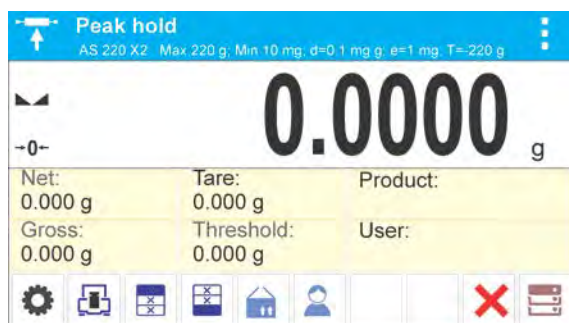 Peak hold
AS 220 X2 Max 220 g; Min 10 mg; d=0.1 mg g; e=1 mg; T=-220 g
→0←
0.0000 g
Net: Tare: Product:
0.000 g 0.000 g
Gross: Threshold: User:
0.000 g 0.000 g